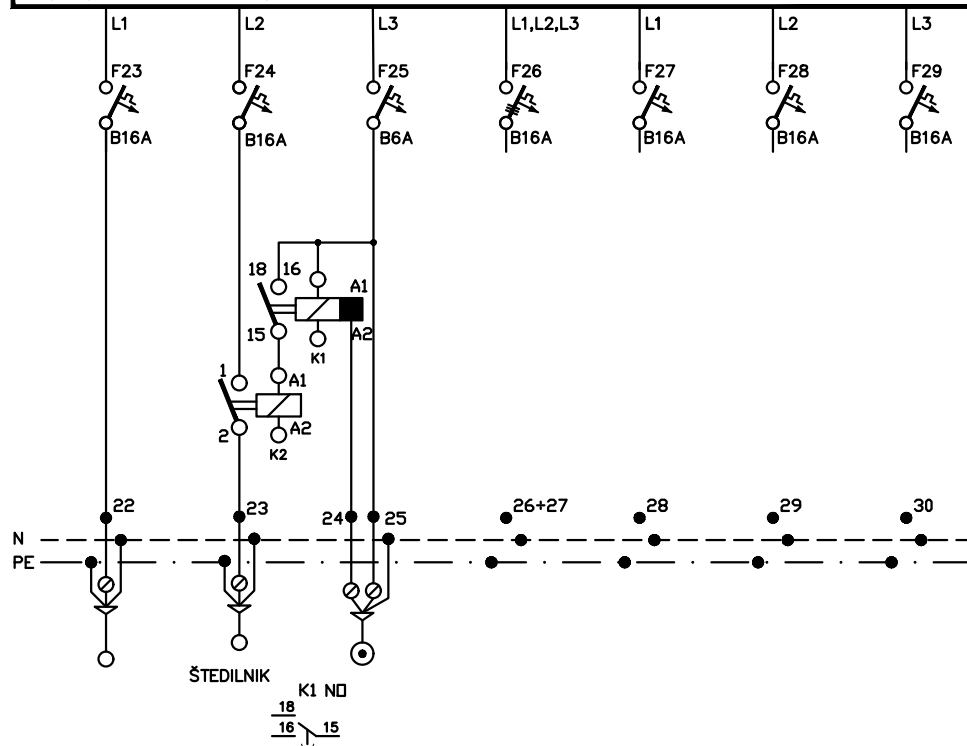 L1 L2 L3 L1,L2,L3 L1 L2 L3
F23 F24 F25 F26 F27 F28 F29
B16A B16A B6A B16A B16A B16A B16A
18 16
A1
15 A2
K1
1 A1
2 A2
K2
22 23 24 25 26+27 28 29 30
N
PE
ŠTEDILNIK
K1 NO
18
16 15